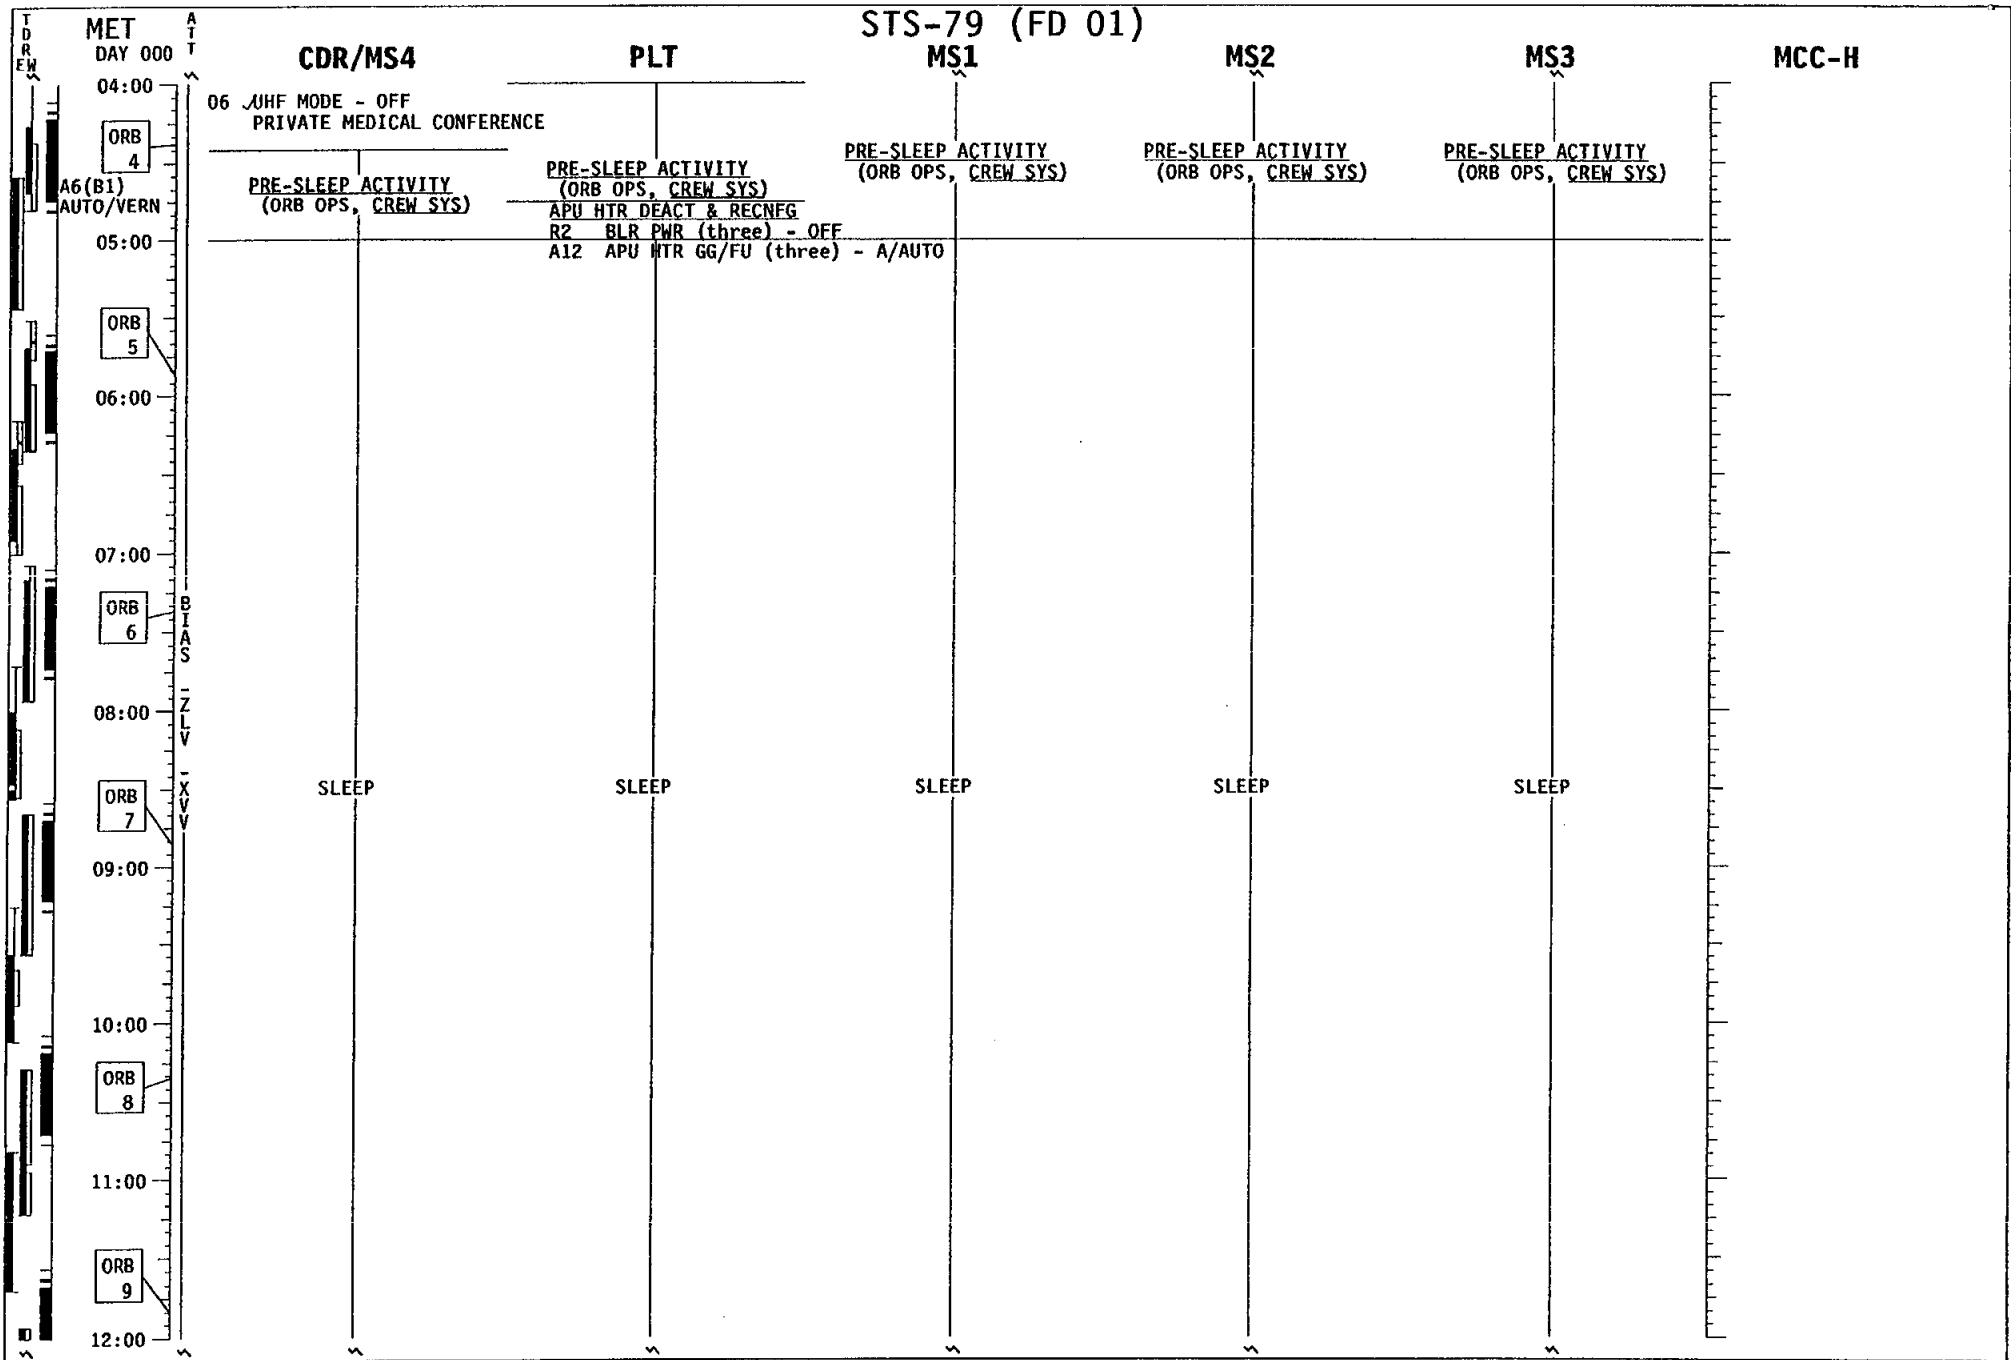 STS-79 (FD 01)
TDRE W
MET
DAY 000
ATT
CDR/MS4
PLT
MS1
MS2
MS3
MCC-H
04:00
06 √UHF MODE - OFF
PRIVATE MEDICAL CONFERENCE
ORB
4
A6(B1)
AUTO/VERN
PRE-SLEEP ACTIVITY
(ORB OPS, CREW SYS)
PRE-SLEEP ACTIVITY
(ORB OPS, CREW SYS)
APU HTR DEACT & RECNFG
R2 BLR PWR (three) - OFF
A12 APU HTR GG/FU (three) - A/AUTO
PRE-SLEEP ACTIVITY
(ORB OPS, CREW SYS)
PRE-SLEEP ACTIVITY
(ORB OPS, CREW SYS)
PRE-SLEEP ACTIVITY
(ORB OPS, CREW SYS)
05:00
ORB
5
06:00
07:00
ORB
6
BIAS -ZLV -XVV
08:00
ORB
7
SLEEP
SLEEP
SLEEP
SLEEP
SLEEP
09:00
10:00
ORB
8
11:00
ORB
9
12:00